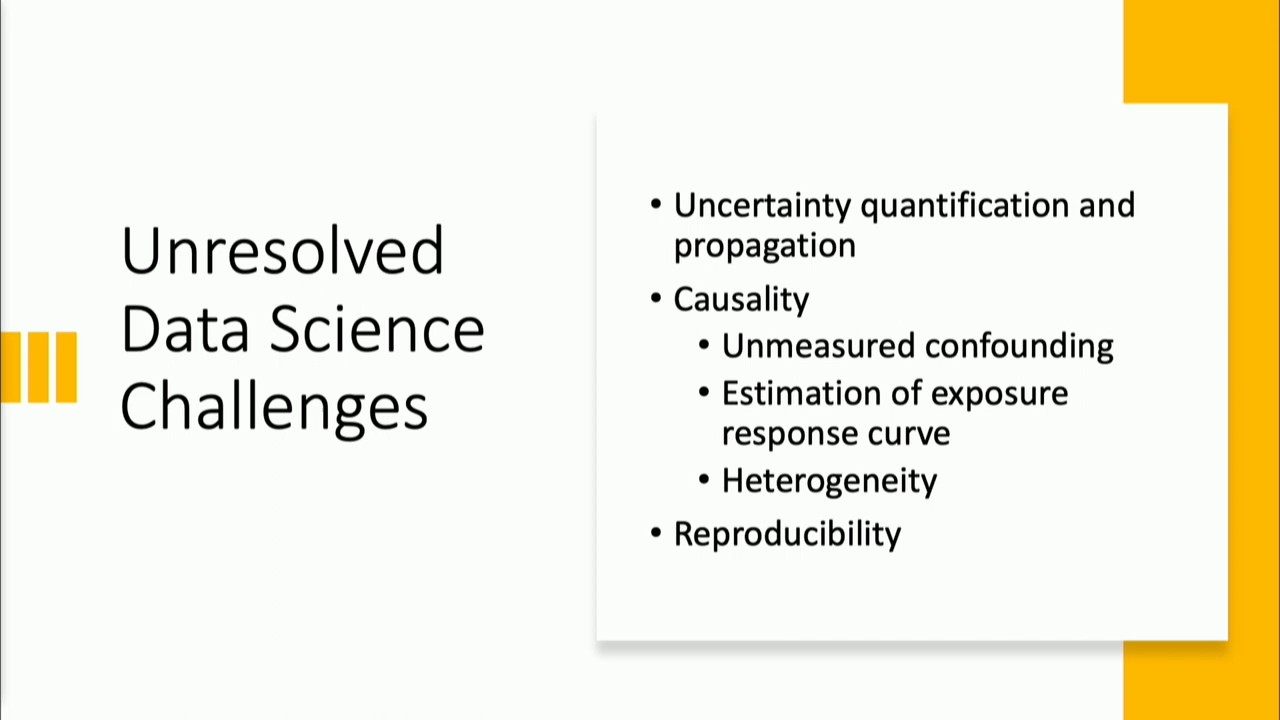 Unresolved
Data Science
Challenges
• Uncertainty quantification and
propagation
• Causality
• Unmeasured confounding
• Estimation of exposure
response curve
• Heterogeneity
• Reproducibility